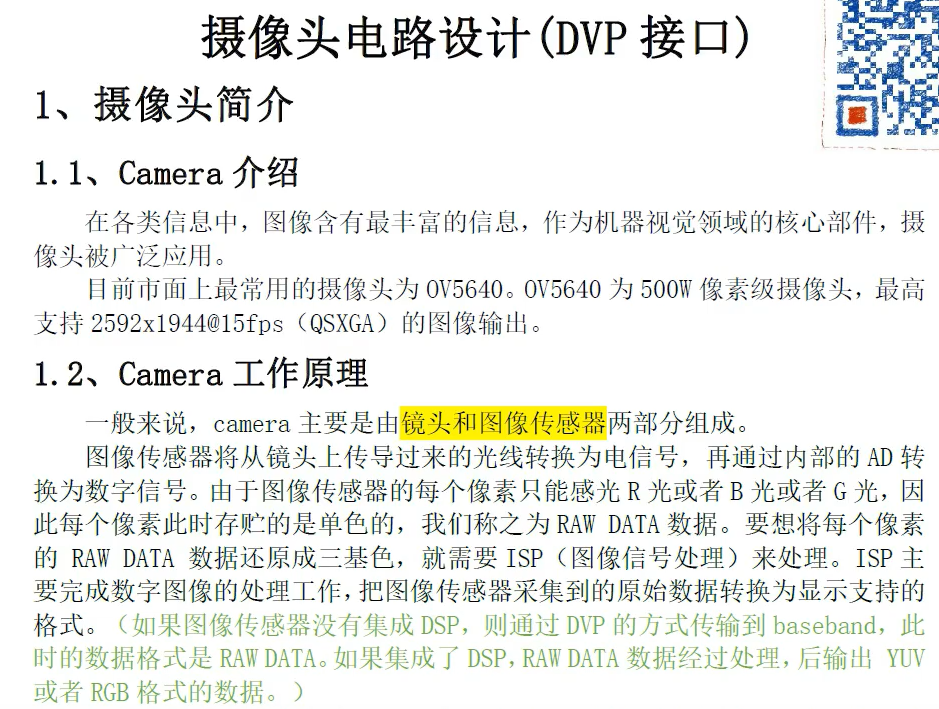 摄像头电路设计(DVP 接口)
1、摄像头简介
1.1、Camera 介绍
在各类信息中，图像含有最丰富的信息，作为机器视觉领域的核心部件，摄
像头被广泛应用。
目前市面上最常用的摄像头为 OV5640。OV5640 为 500W 像素级摄像头，最高
支持 2592x1944@15fps（QSXGA）的图像输出。
1.2、Camera 工作原理
一般来说，camera 主要是由镜头和图像传感器两部分组成。
图像传感器将从镜头上传导过来的光线转换为电信号，再通过内部的 AD 转
换为数字信号。由于图像传感器的每个像素只能感光 R 光或者 B 光或者 G 光，因
此每个像素此时存贮的是单色的，我们称之为 RAW DATA 数据。要想将每个像素
的 RAW DATA 数据还原成三基色，就需要 ISP（图像信号处理）来处理。ISP 主
要完成数字图像的处理工作，把图像传感器采集到的原始数据转换为显示支持的
格式。（如果图像传感器没有集成 DSP，则通过 DVP 的方式传输到 baseband，此
时的数据格式是 RAW DATA。如果集成了 DSP，RAW DATA 数据经过处理，后输出 YUV
或者 RGB 格式的数据。）